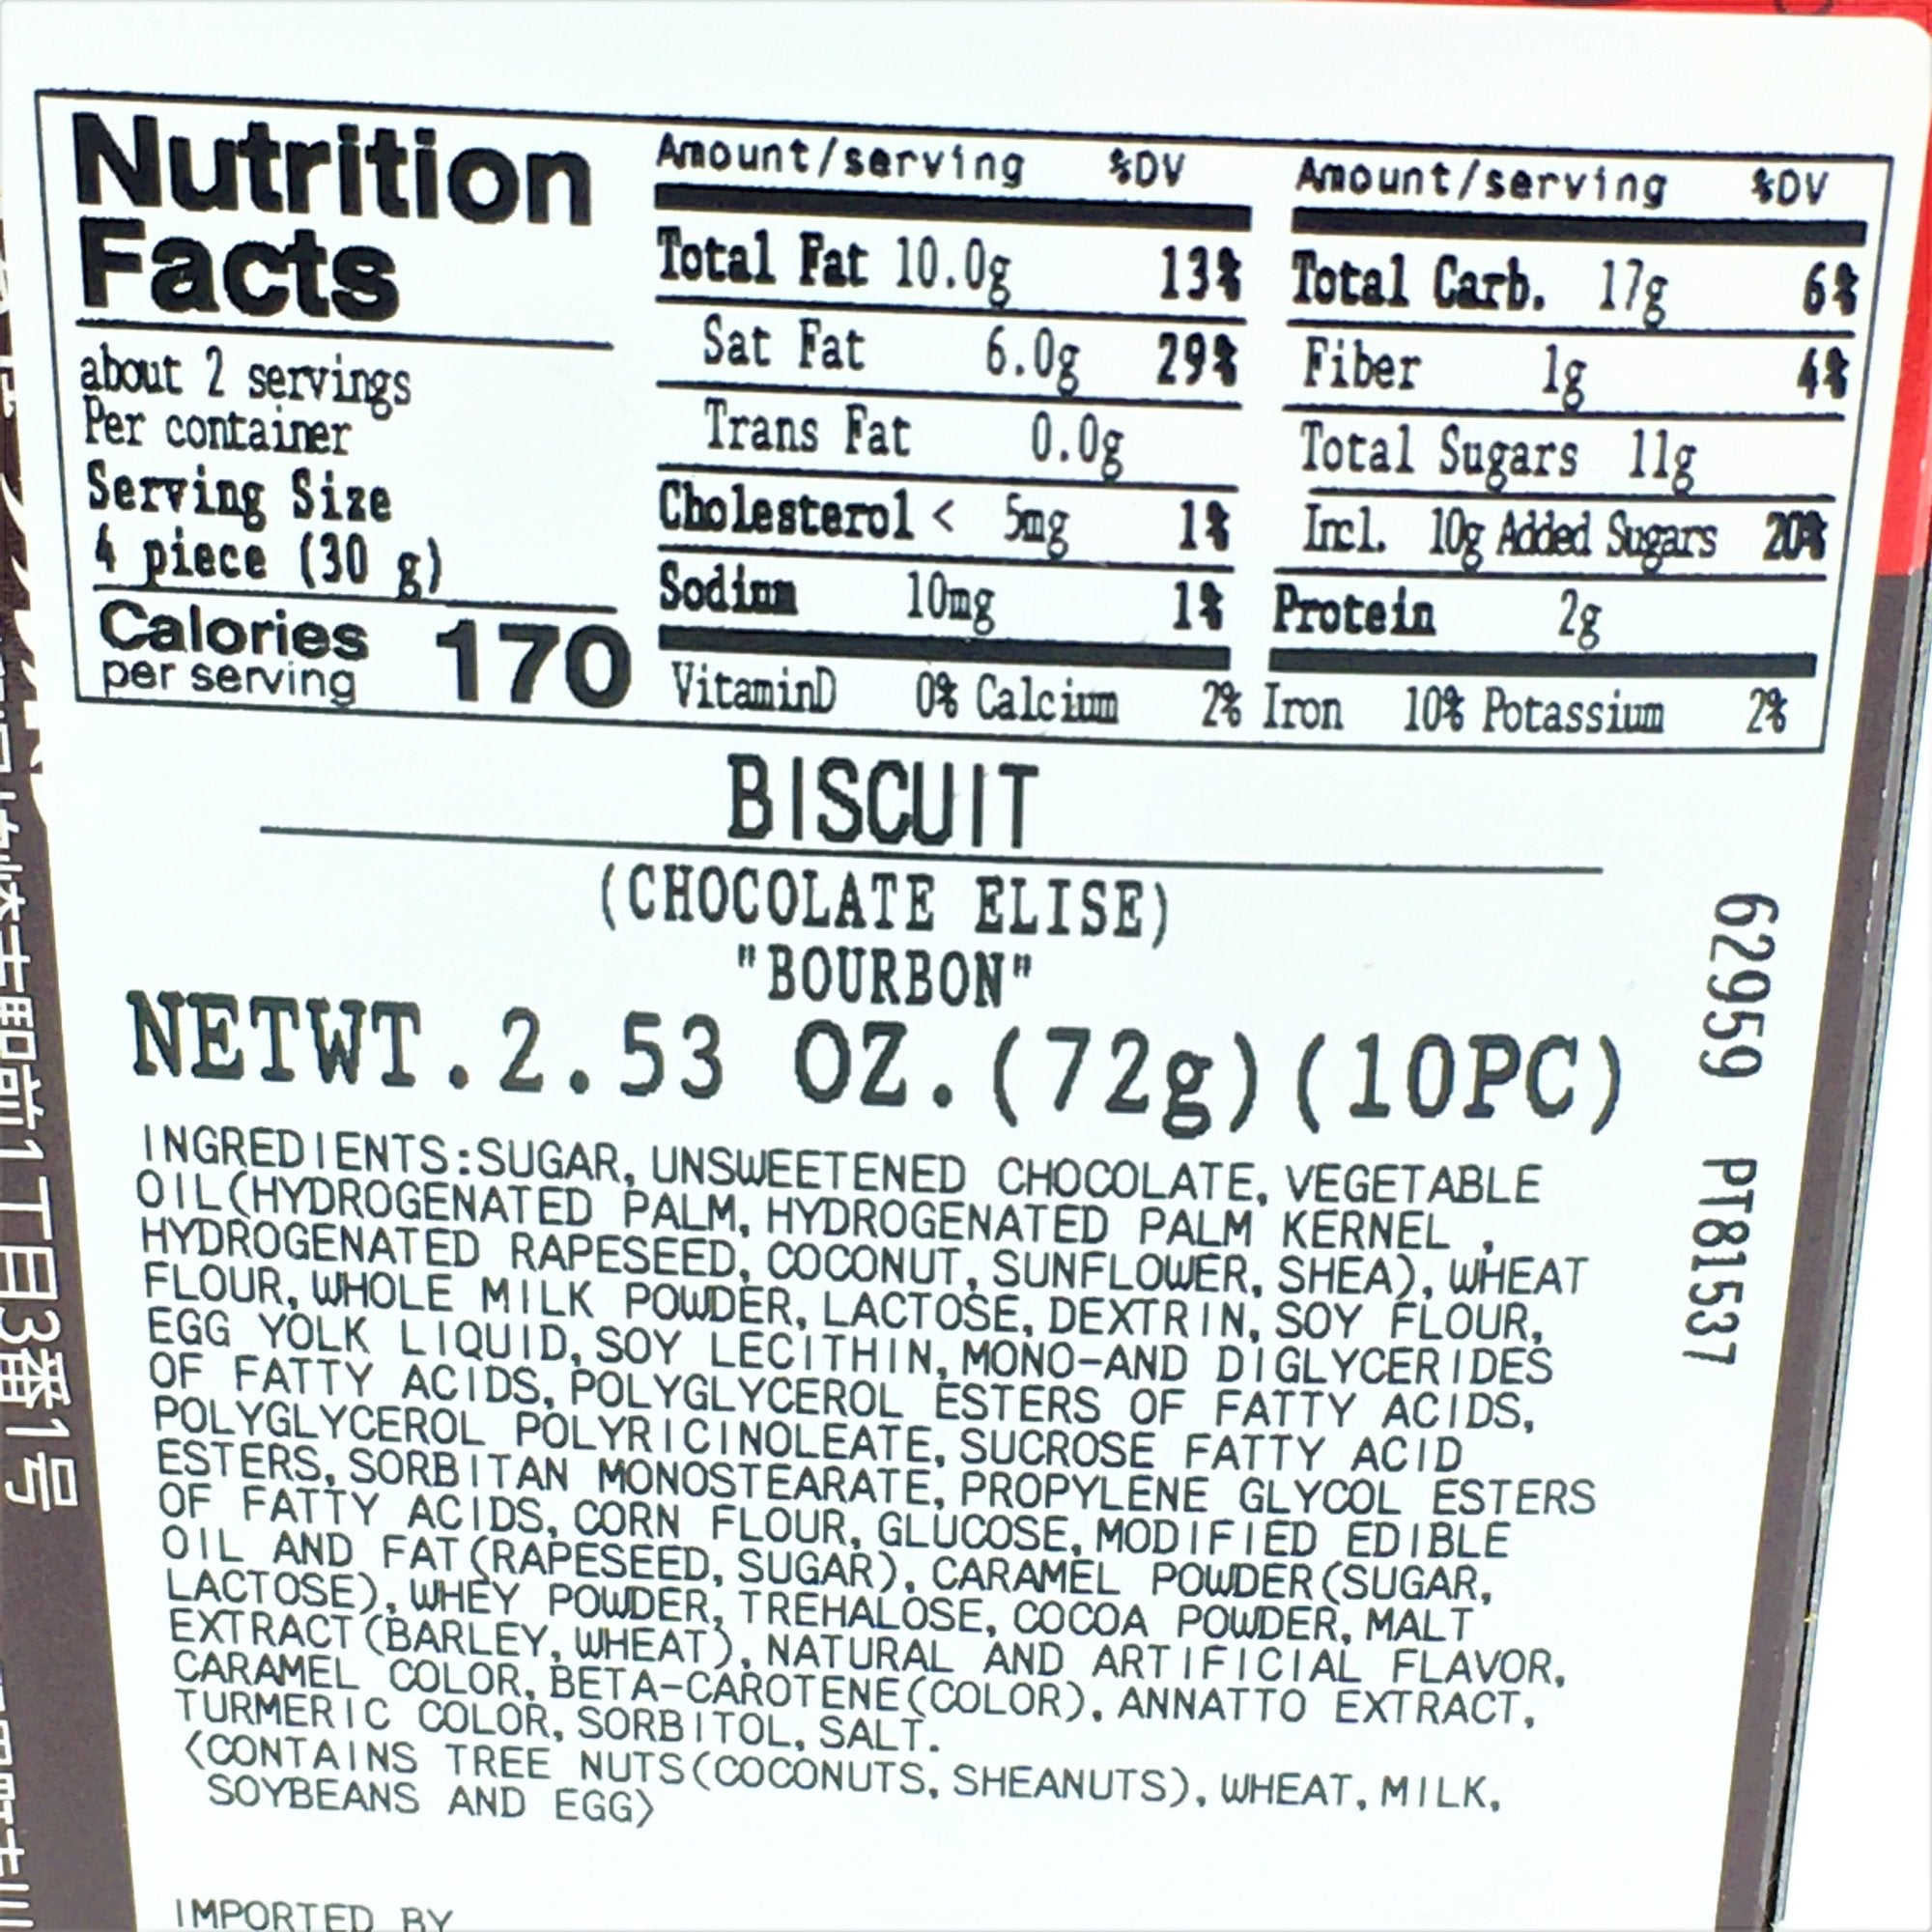 Nutrition
Facts
about 2 servings
Per container
Serving Size
4 piece (30 g)
Calories 170
per serving
Amount/serving %DV
Total Fat 10.0g 13%
Sat Fat 6.0g 29%
Trans Fat 0.0g
Cholesterol < 5mg 1%
Sodium 10mg 1%
Amount/serving %DV
Total Carb. 17g 6%
Fiber 1g 4%
Total Sugars 11g
Incl. 10g Added Sugars 20%
Protein 2g
VitaminD 0% Calcium 2% Iron 10% Potassium 2%
BISCUIT
(CHOCOLATE ELISE)
"BOURBON"
NETWT.2.53 OZ.(72g)(10PC)
INGREDIENTS:SUGAR, UNSWEETENED CHOCOLATE, VEGETABLE
OIL(HYDROGENATED PALM, HYDROGENATED PALM KERNEL ,
HYDROGENATED RAPESEED, COCONUT, SUNFLOWER, SHEA), WHEAT
FLOUR, WHOLE MILK POWDER, LACTOSE, DEXTRIN, SOY FLOUR,
EGG YOLK LIQUID, SOY LECITHIN, MONO-AND DIGLYCERIDES
OF FATTY ACIDS, POLYGLYCEROL ESTERS OF FATTY ACIDS,
POLYGLYCEROL POLYRICINOLEATE, SUCROSE FATTY ACID
ESTERS, SORBITAN MONOSTEARATE, PROPYLENE GLYCOL ESTERS
OF FATTY ACIDS, CORN FLOUR, GLUCOSE, MODIFIED EDIBLE
OIL AND FAT(RAPESEED, SUGAR), CARAMEL POWDER(SUGAR,
LACTOSE), WHEY POWDER, TREHALOSE, COCOA POWDER, MALT
EXTRACT(BARLEY, WHEAT), NATURAL AND ARTIFICIAL FLAVOR,
CARAMEL COLOR, BETA-CAROTENE(COLOR), ANNATTO EXTRACT,
TURMERIC COLOR, SORBITOL, SALT.
<CONTAINS TREE NUTS(COCONUTS, SHEANUTS), WHEAT, MILK,
SOYBEANS AND EGG>
IMPORTED BY
62959 PT81537
1丁目3番1号